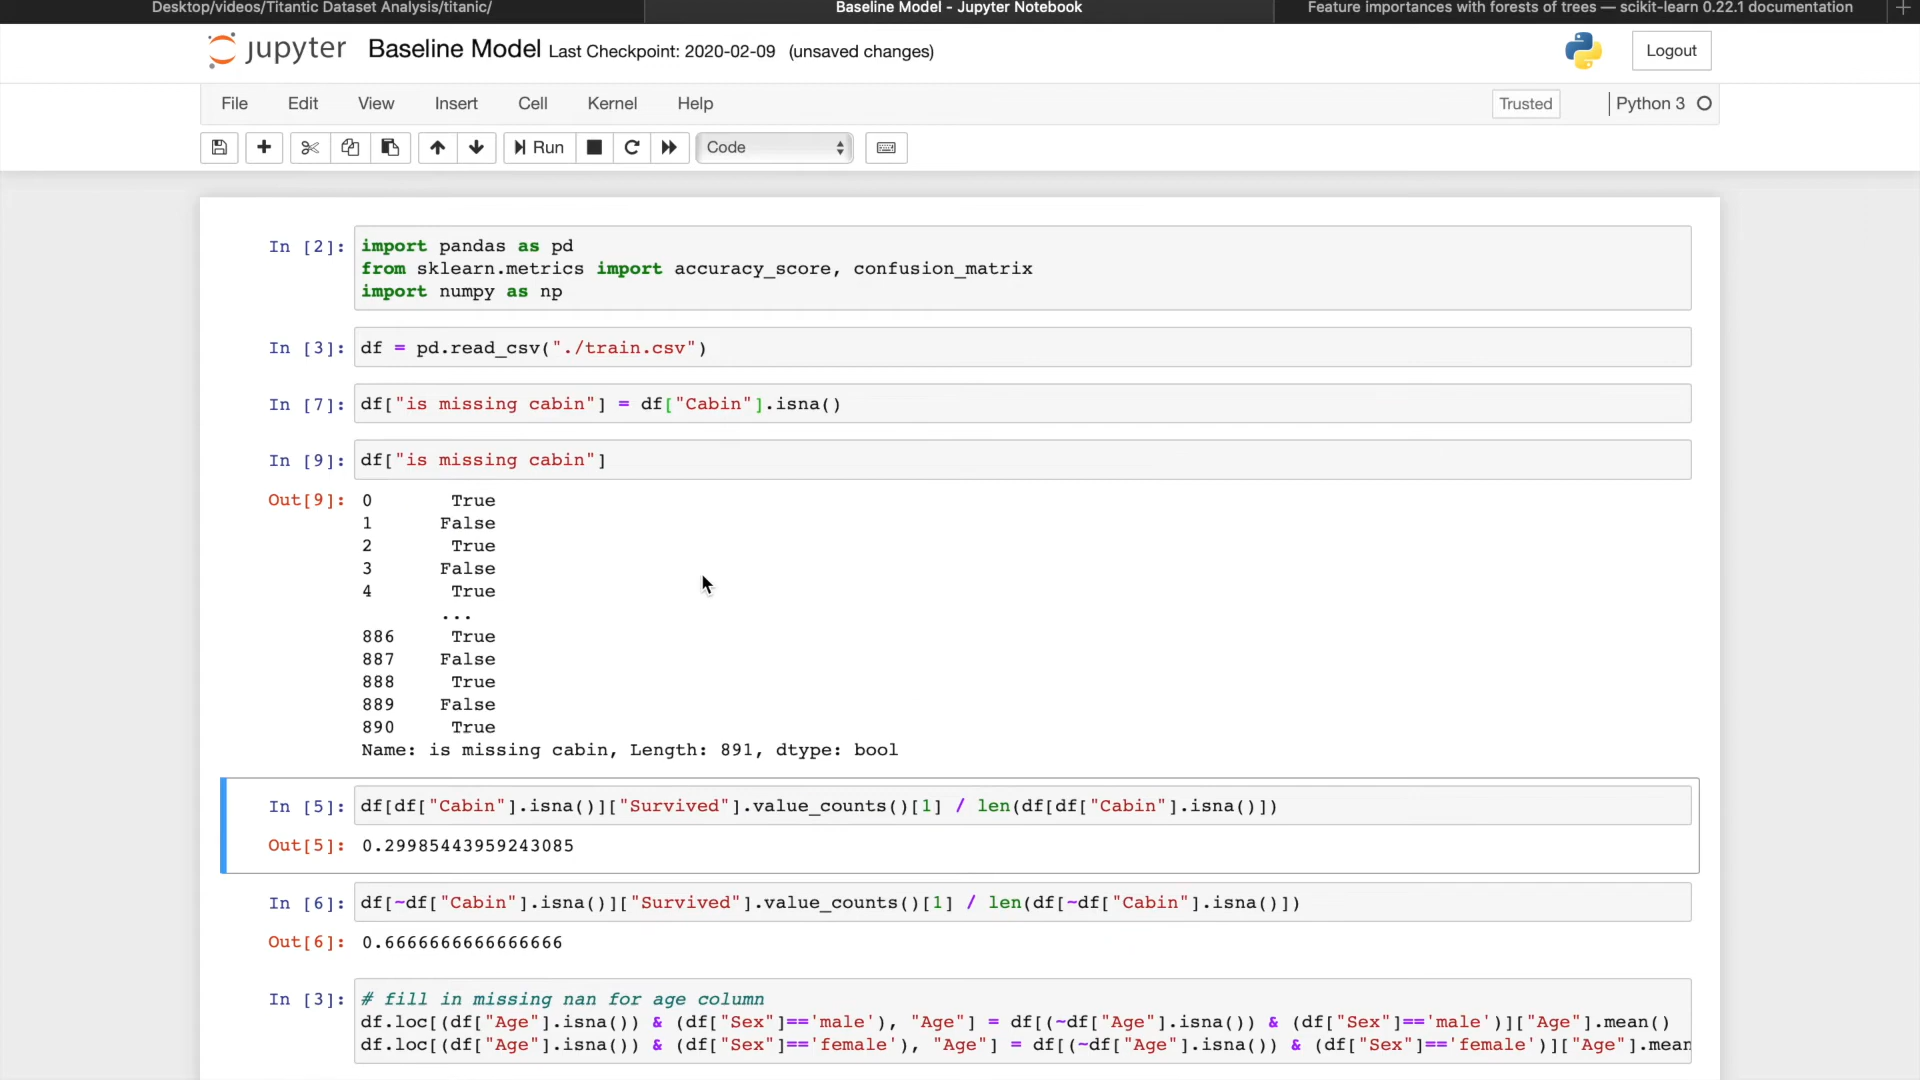 Desktop/videos/Titantic Dataset Analysis/titanic/
Baseline Model - Jupyter Notebook
Feature importances with forests of trees — scikit-learn 0.22.1 documentation
jupyter Baseline Model Last Checkpoint: 2020-02-09 (unsaved changes)
Logout
File Edit View Insert Cell Kernel Help
Trusted
Python 3
Run
Code
In [2]: import pandas as pd
from sklearn.metrics import accuracy_score, confusion_matrix
import numpy as np
In [3]: df = pd.read_csv("./train.csv")
In [7]: df["is missing cabin"] = df["Cabin"].isna()
In [9]: df["is missing cabin"]
Out[9]: 0 True
1 False
2 True
3 False
4 True
...
886 True
887 False
888 True
889 False
890 True
Name: is missing cabin, Length: 891, dtype: bool
In [5]: df[df["Cabin"].isna()]["Survived"].value_counts()[1] / len(df[df["Cabin"].isna()])
Out[5]: 0.29985443959243085
In [6]: df[~df["Cabin"].isna()]["Survived"].value_counts()[1] / len(df[~df["Cabin"].isna()])
Out[6]: 0.6666666666666666
In [3]: # fill in missing nan for age column
df.loc[(df["Age"].isna()) & (df["Sex"]=='male'), "Age"] = df[(~df["Age"].isna()) & (df["Sex"]=='male')]["Age"].mean()
df.loc[(df["Age"].isna()) & (df["Sex"]=='female'), "Age"] = df[(~df["Age"].isna()) & (df["Sex"]=='female')]["Age"].mean